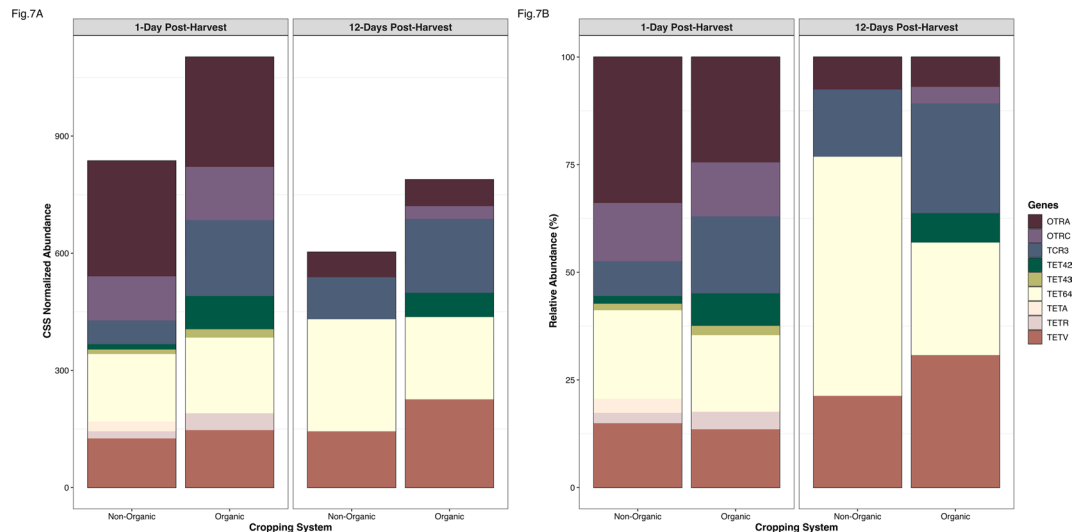 Fig.7A
1-Day Post-Harvest
12-Days Post-Harvest
CSS Normalized Abundance
900
600
300
0
Non-Organic
Organic
Non-Organic
Organic
Cropping System
Fig.7B
1-Day Post-Harvest
12-Days Post-Harvest
Relative Abundance (%)
100
75
50
25
0
Non-Organic
Organic
Non-Organic
Organic
Cropping System
Genes
OTRA
OTRC
TCR3
TET42
TET43
TET64
TETA
TETR
TETV